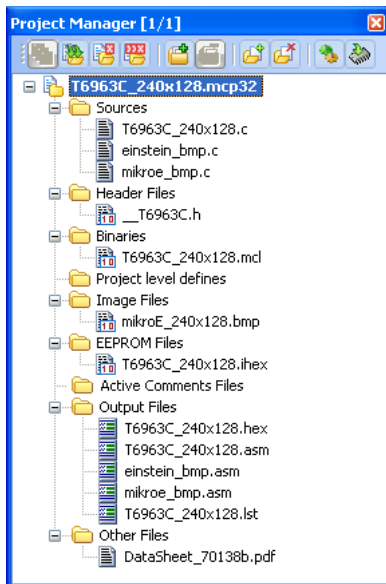 Project Manager [1/1]
T6963C_240x128.mcp32
Sources
T6963C_240x128.c
einstein_bmp.c
mikroe_bmp.c
Header Files
__T6963C.h
Binaries
T6963C_240x128.mcl
Project level defines
Image Files
mikroE_240x128.bmp
EEPROM Files
T6963C_240x128.ihex
Active Comments Files
Output Files
T6963C_240x128.hex
T6963C_240x128.asm
einstein_bmp.asm
mikroe_bmp.asm
T6963C_240x128.lst
Other Files
DataSheet_70138b.pdf